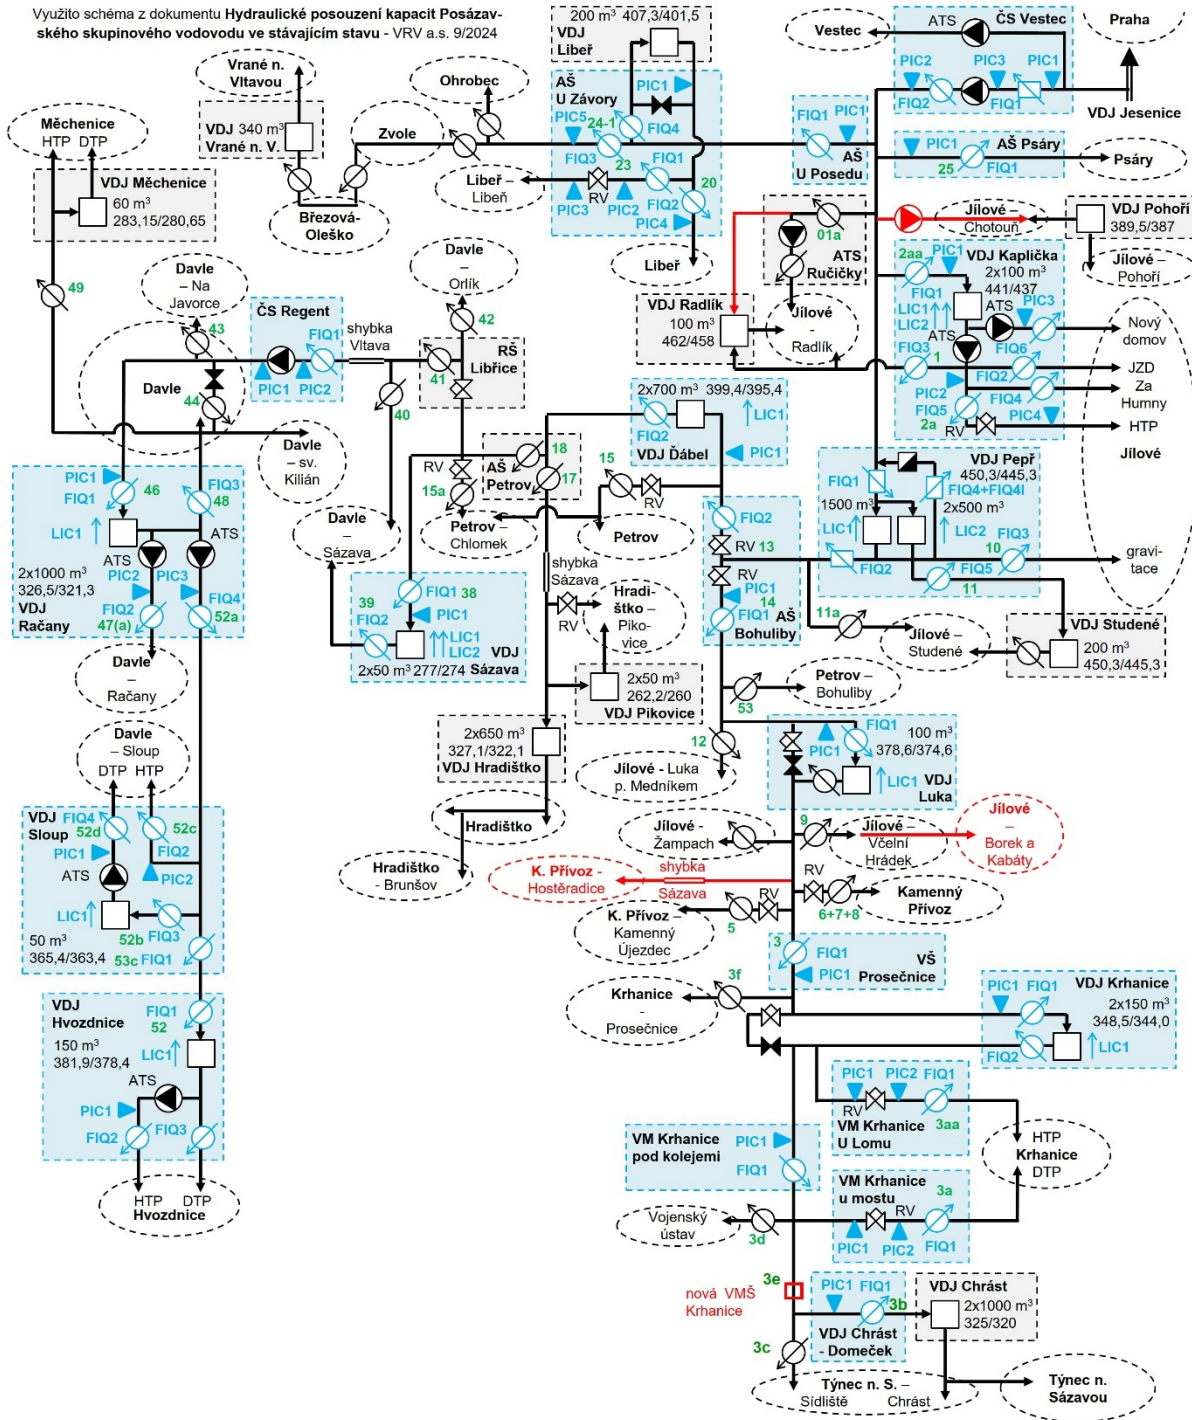 Využito schéma z dokumentu Hydraulické posouzení kapacit Posázav-
ského skupinového vodovodu ve stávajícím stavu - VRV a.s. 9/2024
200 m³ 407,3/401,5
VDJ
Libeř
Vestec
ATS
ČS Vestec
PIC2
PIC3
PIC1
FIQ2
FIQ1
Praha
VDJ Jesenice
Vrané n.
Vltavou
VDJ 340 m³
Vrané n. V.
Ohrobec
Zvole
Březová-
Oleško
AŠ
U Závory
PIC1
PIC5
24-1
FIQ4
FIQ3
23
FIQ1
FIQ2
20
RV
PIC3
PIC2
PIC4
Libeř –
Libeň
Libeř
FIQ1
PIC1
AŠ
U Posedu
PIC1
AŠ Psáry
25
FIQ1
Psáry
Měchenice
HTP DTP
VDJ Měchenice
60 m³
283,15/280,65
49
01a
ATS
Ručičky
Jílové –
Chotouň
VDJ Pohoří
389,5/387
Jílové –
Pohoří
VDJ Radlík
100 m³
462/458
Jílové
-
Radlík
2aa
VDJ Kaplička
2x100 m³
441/437
FIQ1
LIC1
LIC2
ATS
PIC3
ATS
FIQ6
FIQ3
1
FIQ2
PIC2
FIQ4
FIQ5
2a
RV
PIC4
Nový
domov
JZD
Za
Humny
HTP
Jílové
Davle
– Na
Javorce
43
ČS Regent
FIQ1
PIC1
PIC2
shybka
Vltava
Davle
–
Orlík
42
RŠ
Libřice
41
40
Davle
44
Davle
– sv.
Kilián
2x700 m³ 399,4/395,4
FIQ2
LIC1
VDJ Ďábel
PIC1
18
AŠ
Petrov
17
15
RV
RV
15a
Petrov –
Chlomek
Petrov
VDJ Pepř
450,3/445,3
FIQ1
FIQ4+FIQ4I
1500 m³
2x500 m³
LIC1
LIC2
FIQ3
10
FIQ2
FIQ5
11
gravi-
tace
PIC1
46
FIQ1
FIQ3
48
LIC1
ATS
ATS
2x1000 m³
326,5/321,3
PIC2
PIC3
VDJ
Račany
FIQ2
47(a)
FIQ4
52a
Davle
–
Račany
Davle
–
Sázava
FIQ2
RV 13
RV
PIC1
14
FIQ1
AŠ
Bohuliby
11a
Jílové –
Studené
VDJ Studené
200 m³
450,3/445,3
39
FIQ2
FIQ1
38
PIC1
LIC1
LIC2
2x50 m³ 277/274
VDJ
Sázava
shybka
Sázava
RV
Hradi-
štko –
Piko-
vice
2x50 m³
262,2/260
VDJ Pikovice
53
Petrov –
Bohuliby
12
Jílové - Luka
p. Medníkem
2x650 m³
327,1/322,1
VDJ Hradištko
Hradištko
Hradištko
- Brunšov
FIQ1
100 m³
PIC1
378,6/374,6
LIC1
VDJ
Luka
Davle
– Sloup
DTP HTP
VDJ
Sloup
FIQ4
52d
52c
PIC1
FIQ2
ATS
PIC2
LIC1
52b
FIQ3
50 m³
365,4/363,4
53c
FIQ1
Jílové -
Žampach
9
Jílové –
Včelní
Hrádek
Jílové
–
Borek a
Kabáty
K. Přívoz -
Hostěradice
shybka
Sázava
RV
6+7+8
Kamenný
Přívoz
K. Přívoz –
Kamenný
Újezdec
5
RV
3
FIQ1
PIC1
VŠ
Prosečnice
3f
Krhanice
-
Prosečnice
VDJ
Hvozdnice
FIQ1
52
150 m³
381,9/378,4
LIC1
ATS
PIC1
FIQ2
FIQ3
HTP DTP
Hvozdnice
PIC1
FIQ1
VDJ Krhanice
2x150 m³
348,5/344,0
FIQ2
LIC1
PIC1
PIC2
FIQ1
RV
VM Krhanice
U Lomu
3aa
VM Krhanice
pod kolejemi
PIC1
FIQ1
HTP
Krhanice
DTP
VM Krhanice
u mostu
3a
RV
PIC1
PIC2
FIQ1
Vojenský
ústav
3d
3e
nová VMŠ
Krhanice
PIC1
FIQ1
3b
VDJ Chrást
- Domeček
VDJ Chrást
2x1000 m³
325/320
3c
Týnec n. S. –
Sídliště
Chrást
Týnec n.
Sázavou